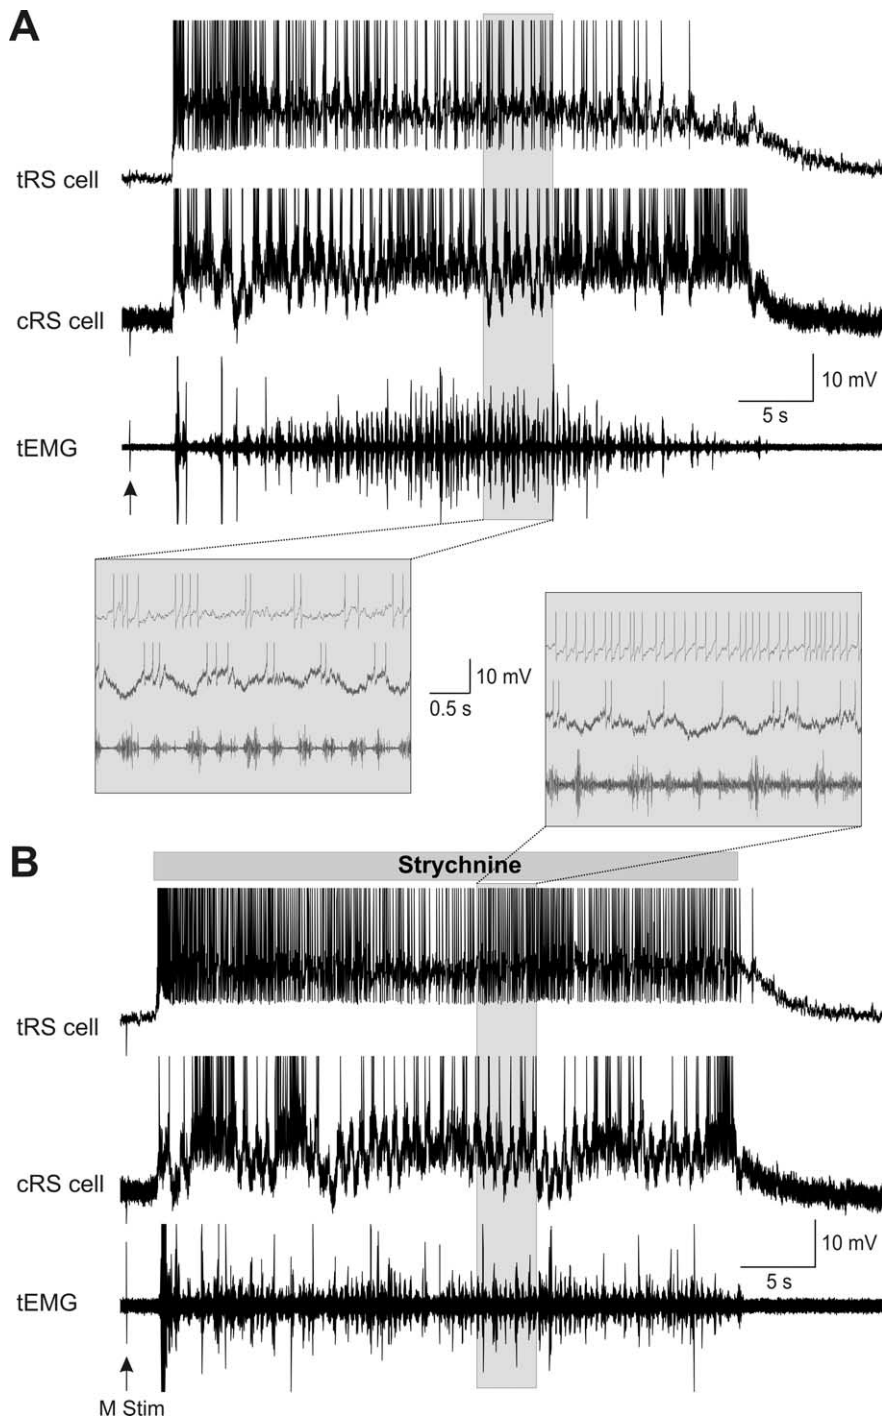 A
tRS cell
cRS cell
10 mV
5 s
tEMG
10 mV
0.5 s
B
Strychnine
tRS cell
cRS cell
10 mV
5 s
tEMG
M Stim